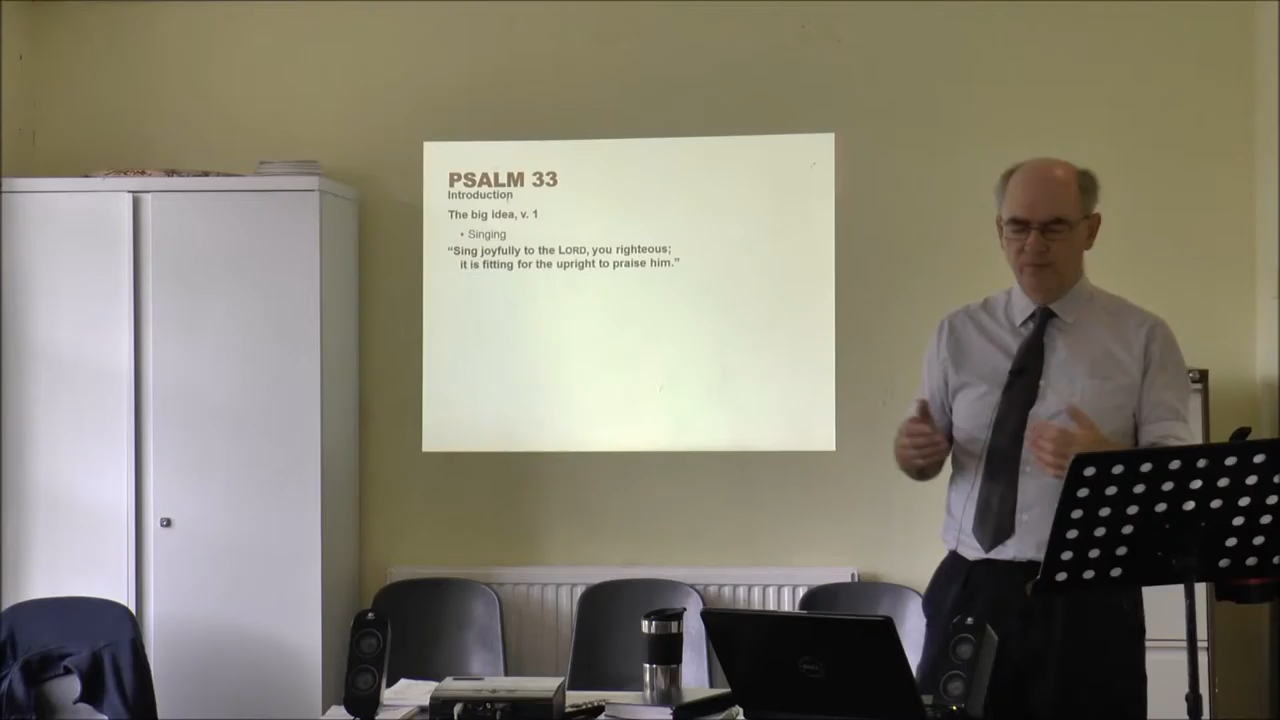 PSALM 33
Introduction
The big idea, v. 1
• Singing
“Sing joyfully to the LORD, you righteous;
it is fitting for the upright to praise him.”
DELL